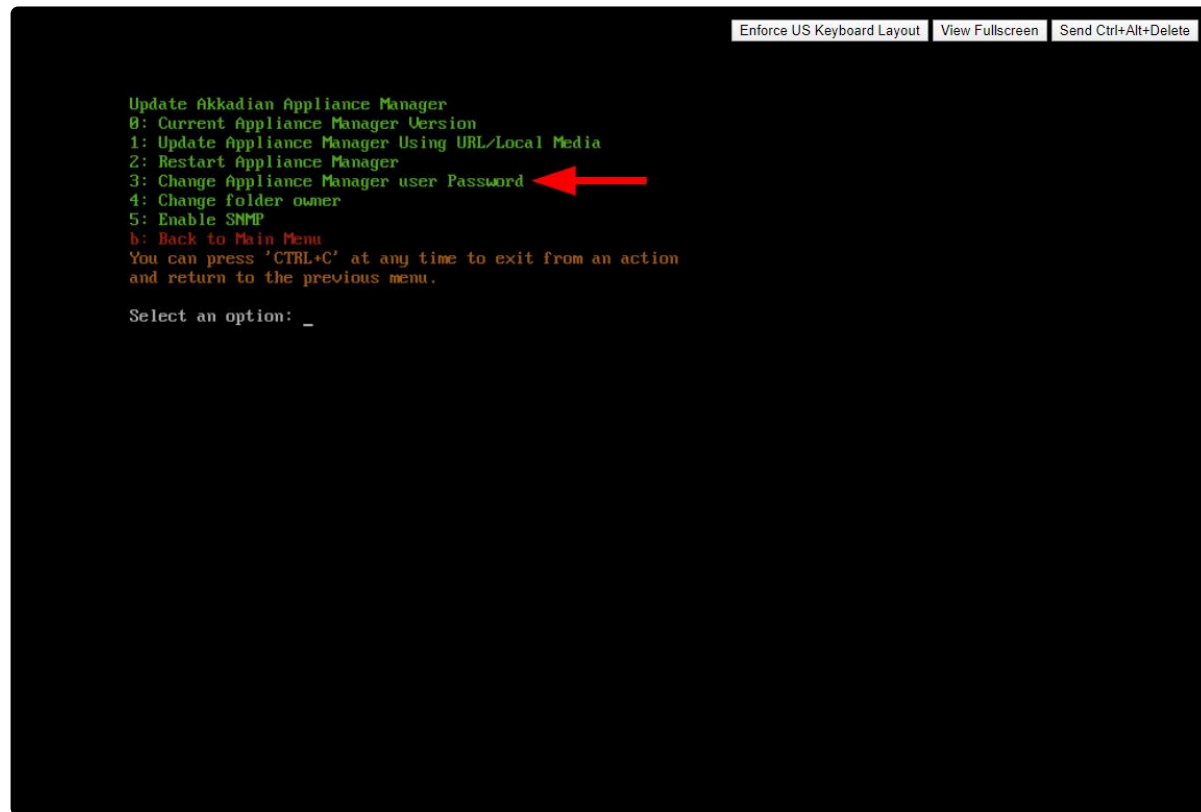 Enforce US Keyboard Layout View Fullscreen Send Ctrl+Alt+Delete
Update Akkadian Appliance Manager
0: Current Appliance Manager Version
1: Update Appliance Manager Using URL/Local Media
2: Restart Appliance Manager
3: Change Appliance Manager user Password
4: Change folder owner
5: Enable SNMP
b: Back to Main Menu
You can press 'CTRL+C' at any time to exit from an action
and return to the previous menu.
Select an option: _